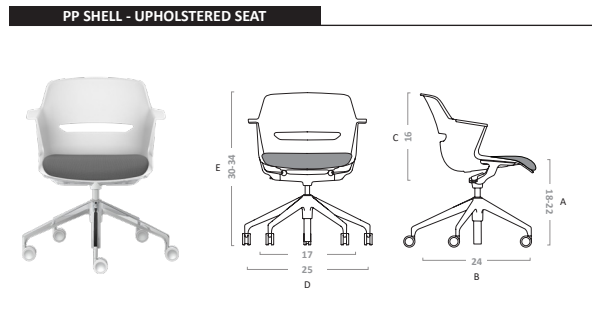 PP SHELL - UPHOLSTERED SEAT
E
30-34
17
25
D
C
16
A
18-22
24
B